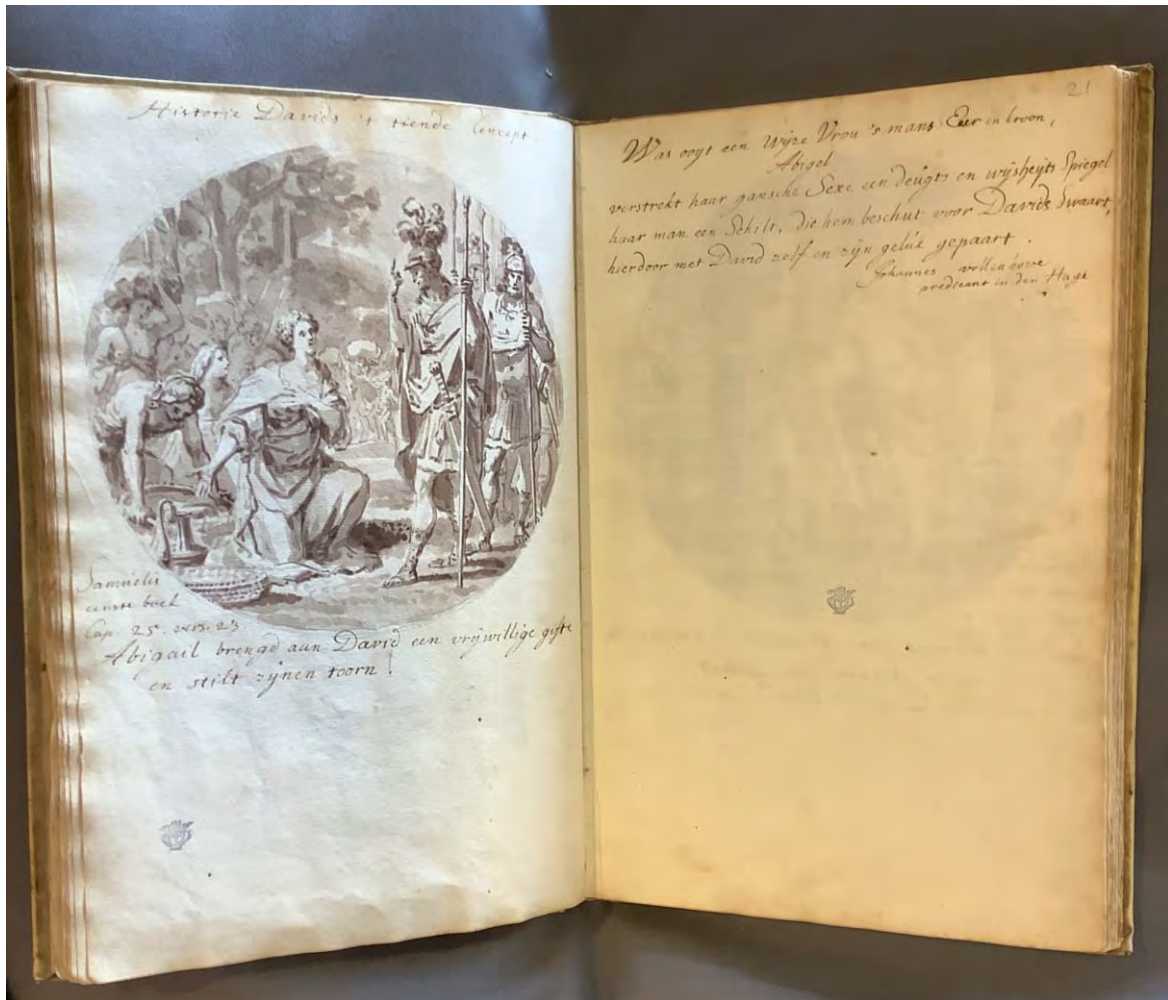 Historie Davids 't tiende Concept.
Samuelis
eerste boek
Cap. 25. vers. 23
Abigail brengd aan David een vrijwillige gifte
en stilt zijnen toorn!
21
Was ooyt een wijze Vrou 's mans Eer en kroon,
Abigel
verstrekt haar gansche Sexe een deugts en wijsheyts Spiegel
haar man een Schilt, die hem beschut voor Davids Swaart,
hierdoor met David zelf en zijn geluk gepaart.
Johannes vollenhove
predicant in den Hage